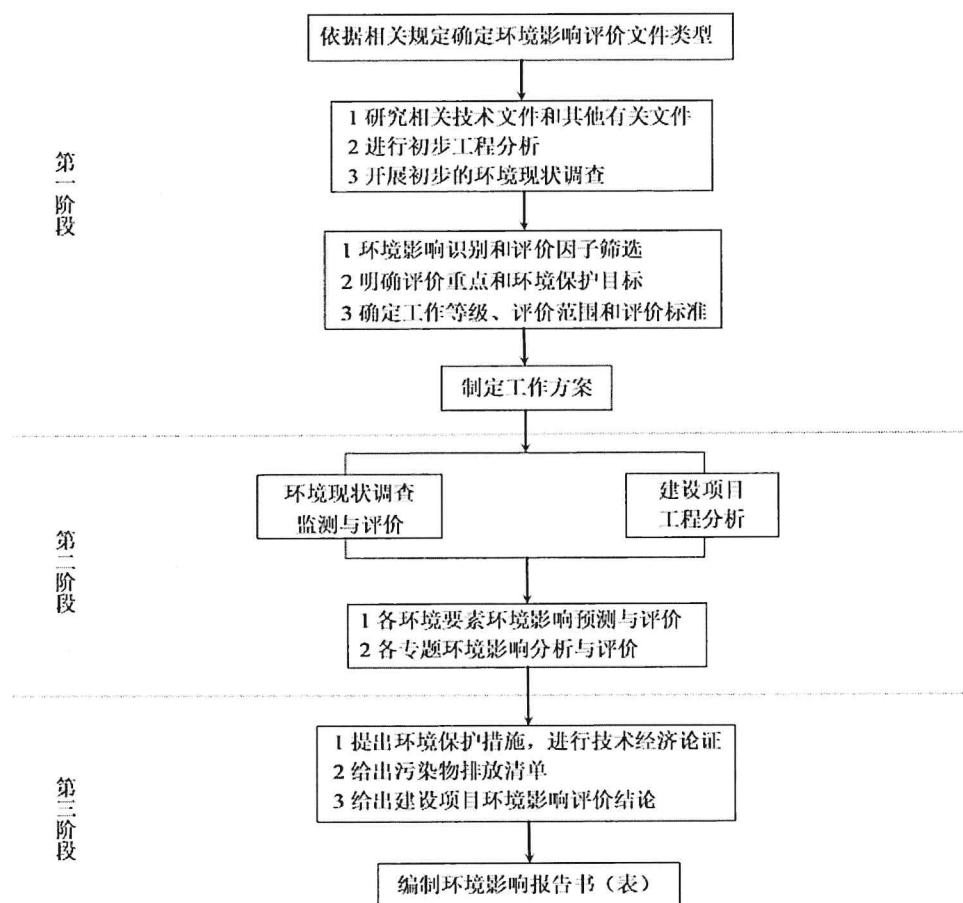 依据相关规定确定环境影响评价文件类型
1 研究相关技术文件和其他有关文件
2 进行初步工程分析
3 开展初步的环境现状调查
第一阶段
1 环境影响识别和评价因子筛选
2 明确评价重点和环境保护目标
3 确定工作等级、评价范围和评价标准
制定工作方案
环境现状调查
监测与评价
建设项目
工程分析
第二阶段
1 各环境要素环境影响预测与评价
2 各专题环境影响分析与评价
1 提出环境保护措施，进行技术经济论证
2 给出污染物排放清单
3 给出建设项目环境影响评价结论
第三阶段
编制环境影响报告书（表）